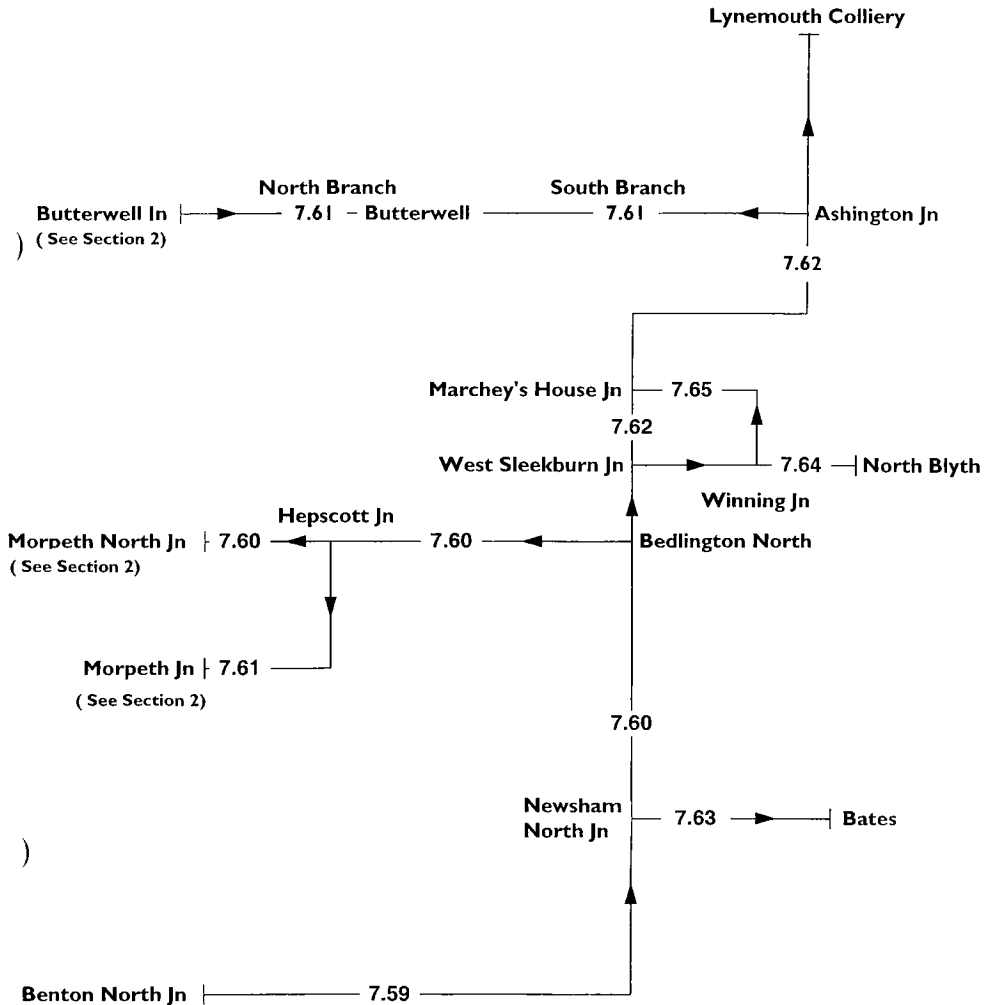 Lynemouth Colliery
North Branch
South Branch
Butterwell In
7.61
Butterwell
7.61
Ashington Jn
( See Section 2)
)
7.62
Marchey's House Jn
7.65
7.62
West Sleekburn Jn
7.64
North Blyth
Winning Jn
Hepscott Jn
Morpeth North Jn
7.60
7.60
Bedlington North
( See Section 2)
Morpeth Jn
7.61
( See Section 2)
7.60
Newsham
North Jn
7.63
Bates
)
Benton North Jn
7.59